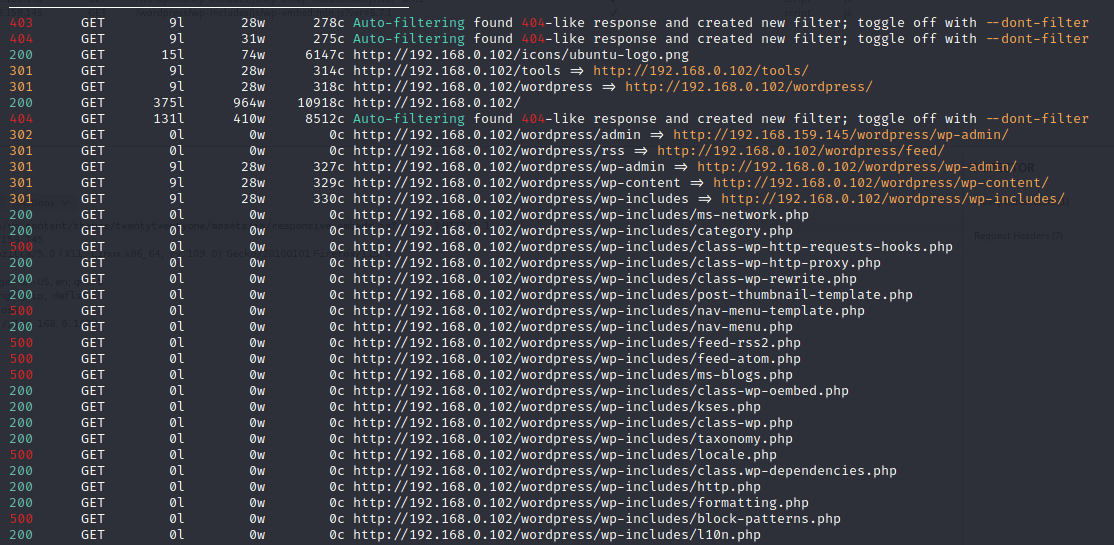 403 GET 9l 28w 278c Auto-filtering found 404-like response and created new filter; toggle off with --dont-filter
404 GET 9l 31w 275c Auto-filtering found 404-like response and created new filter; toggle off with --dont-filter
200 GET 15l 74w 6147c http://192.168.0.102/icons/ubuntu-logo.png
301 GET 9l 28w 314c http://192.168.0.102/tools => http://192.168.0.102/tools/
301 GET 9l 28w 318c http://192.168.0.102/wordpress => http://192.168.0.102/wordpress/
200 GET 375l 964w 10918c http://192.168.0.102/
404 GET 131l 410w 8512c Auto-filtering found 404-like response and created new filter; toggle off with --dont-filter
302 GET 0l 0w 0c http://192.168.0.102/wordpress/admin => http://192.168.159.145/wordpress/wp-admin/
301 GET 0l 0w 0c http://192.168.0.102/wordpress/rss => http://192.168.0.102/wordpress/feed/
301 GET 9l 28w 327c http://192.168.0.102/wordpress/wp-admin => http://192.168.0.102/wordpress/wp-admin/
301 GET 9l 28w 329c http://192.168.0.102/wordpress/wp-content => http://192.168.0.102/wordpress/wp-content/
301 GET 9l 28w 330c http://192.168.0.102/wordpress/wp-includes => http://192.168.0.102/wordpress/wp-includes/
200 GET 0l 0w 0c http://192.168.0.102/wordpress/wp-includes/ms-network.php
200 GET 0l 0w 0c http://192.168.0.102/wordpress/wp-includes/category.php
500 GET 0l 0w 0c http://192.168.0.102/wordpress/wp-includes/class-wp-http-requests-hooks.php
200 GET 0l 0w 0c http://192.168.0.102/wordpress/wp-includes/class-wp-http-proxy.php
200 GET 0l 0w 0c http://192.168.0.102/wordpress/wp-includes/class-wp-rewrite.php
200 GET 0l 0w 0c http://192.168.0.102/wordpress/wp-includes/post-thumbnail-template.php
500 GET 0l 0w 0c http://192.168.0.102/wordpress/wp-includes/nav-menu-template.php
200 GET 0l 0w 0c http://192.168.0.102/wordpress/wp-includes/nav-menu.php
500 GET 0l 0w 0c http://192.168.0.102/wordpress/wp-includes/feed-rss2.php
500 GET 0l 0w 0c http://192.168.0.102/wordpress/wp-includes/feed-atom.php
500 GET 0l 0w 0c http://192.168.0.102/wordpress/wp-includes/ms-blogs.php
200 GET 0l 0w 0c http://192.168.0.102/wordpress/wp-includes/class-wp-oembed.php
200 GET 0l 0w 0c http://192.168.0.102/wordpress/wp-includes/kses.php
200 GET 0l 0w 0c http://192.168.0.102/wordpress/wp-includes/class-wp.php
200 GET 0l 0w 0c http://192.168.0.102/wordpress/wp-includes/taxonomy.php
500 GET 0l 0w 0c http://192.168.0.102/wordpress/wp-includes/locale.php
200 GET 0l 0w 0c http://192.168.0.102/wordpress/wp-includes/class.wp-dependencies.php
200 GET 0l 0w 0c http://192.168.0.102/wordpress/wp-includes/http.php
200 GET 0l 0w 0c http://192.168.0.102/wordpress/wp-includes/formatting.php
500 GET 0l 0w 0c http://192.168.0.102/wordpress/wp-includes/block-patterns.php
200 GET 0l 0w 0c http://192.168.0.102/wordpress/wp-includes/l10n.php
Request Headers (?)